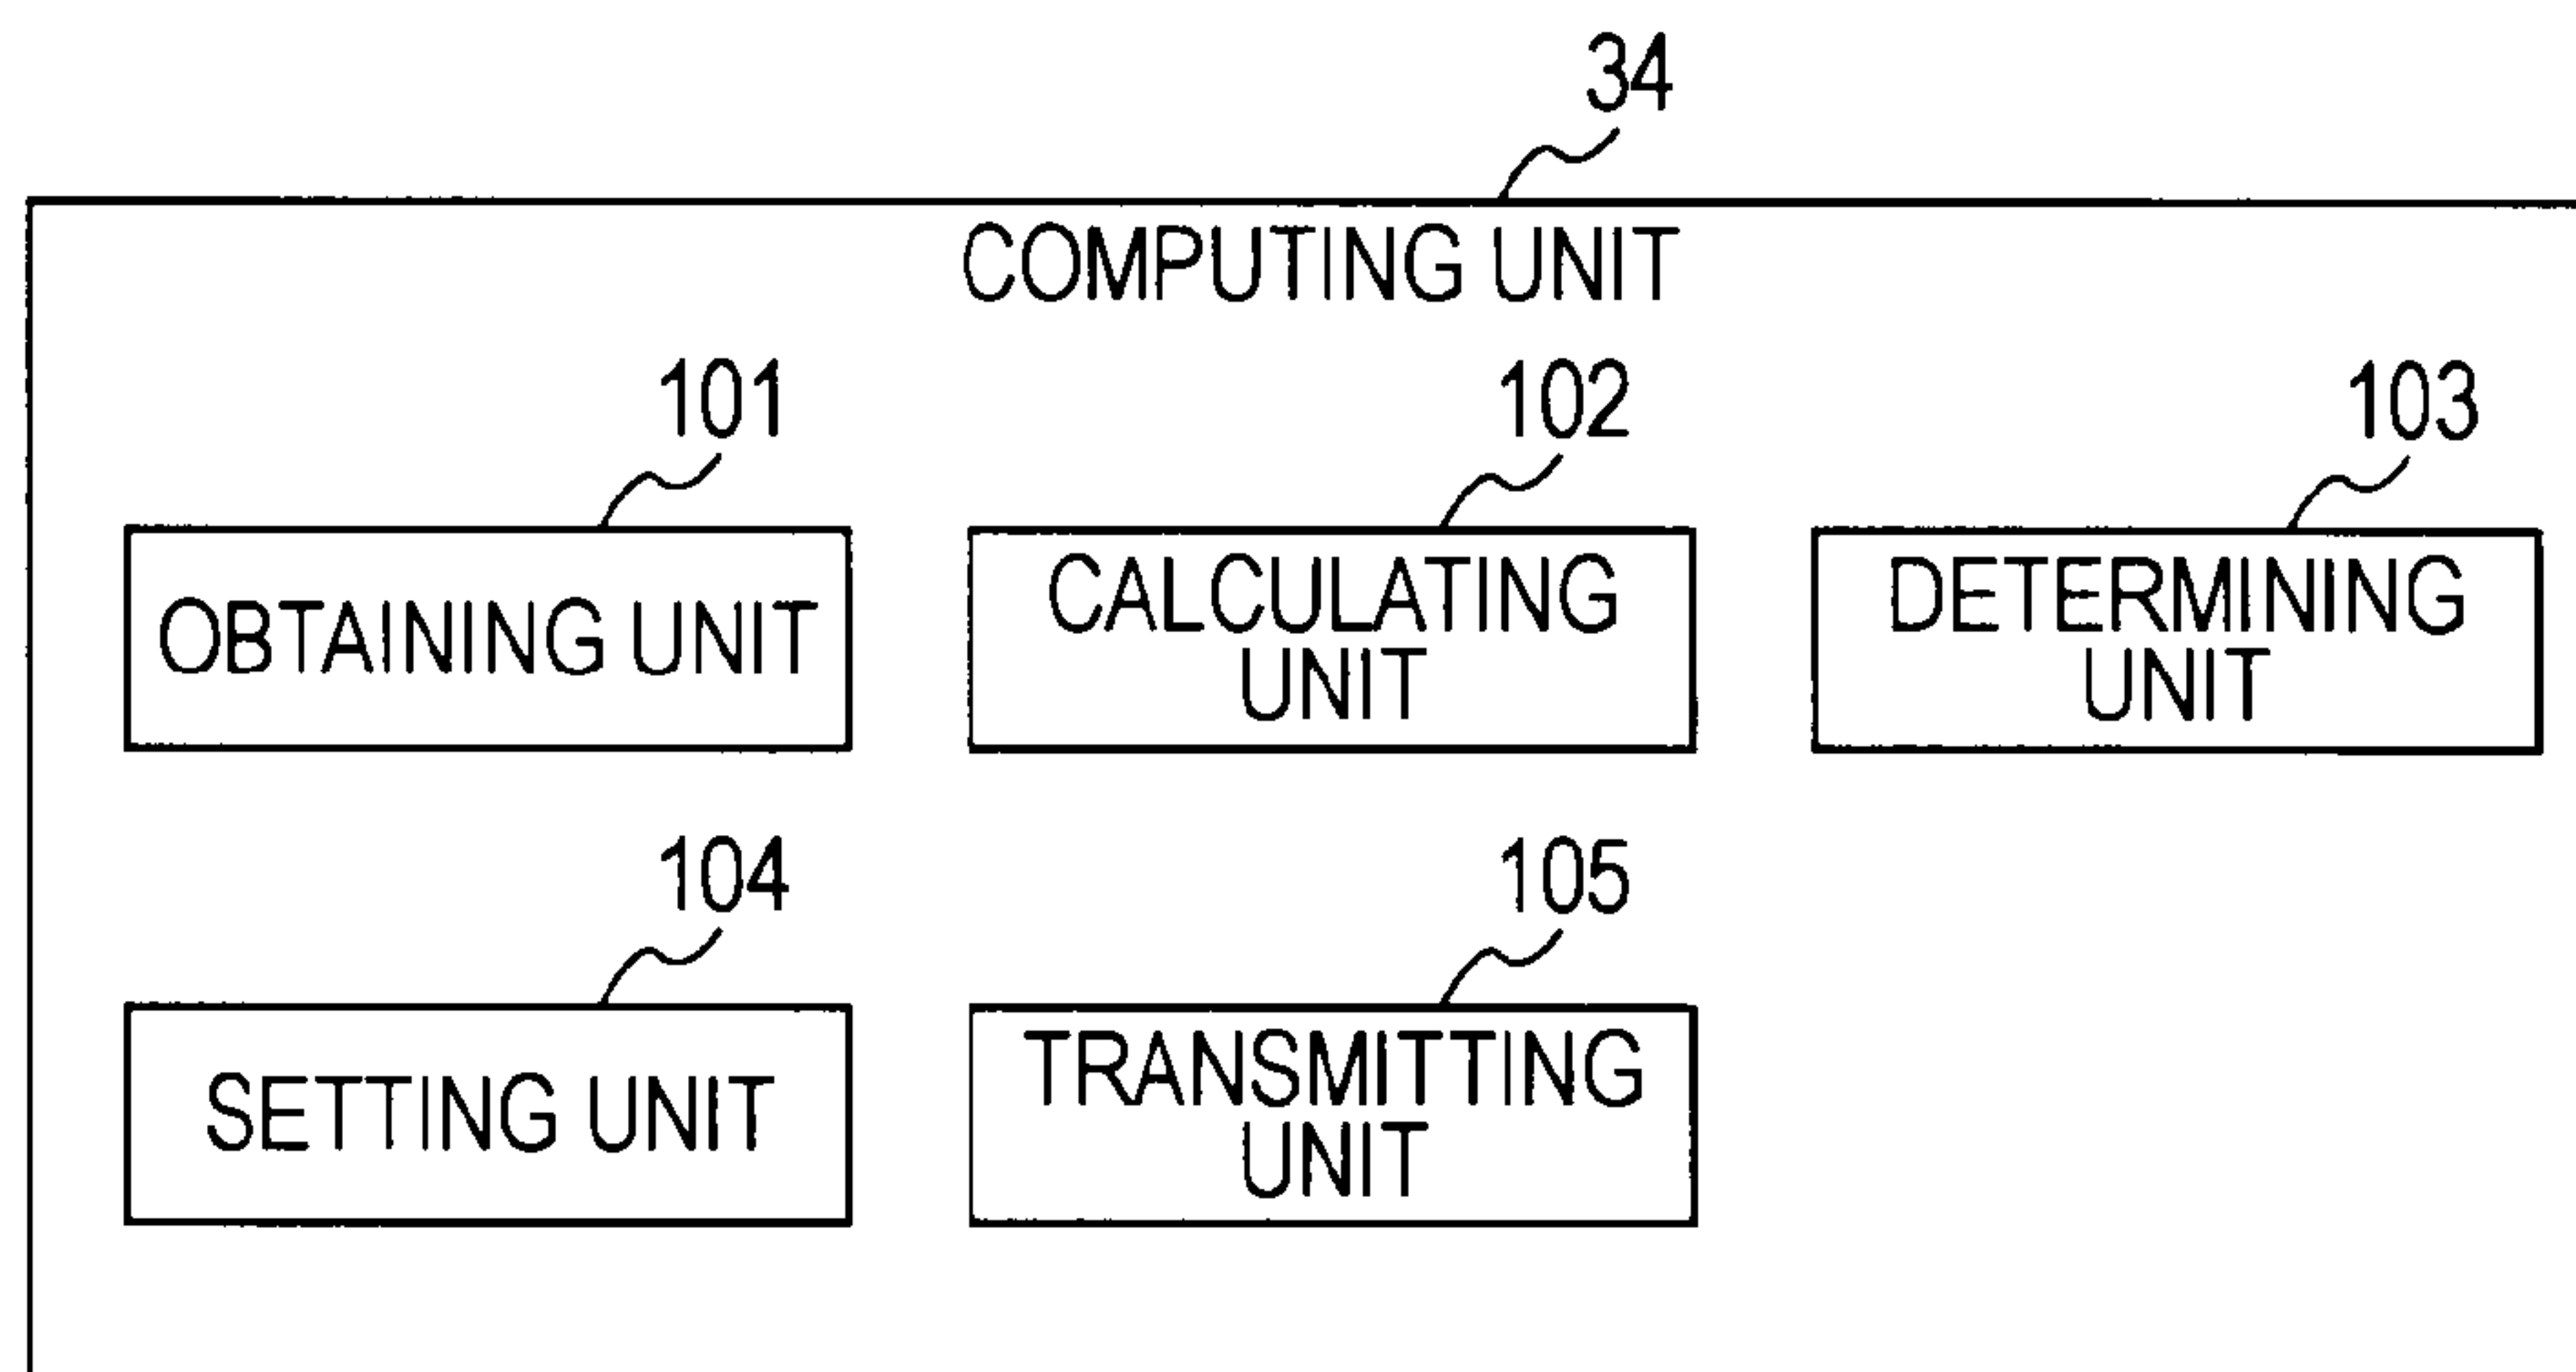 34
COMPUTING UNIT
101
102
103
OBTAINING UNIT
CALCULATING
UNIT
DETERMINING
UNIT
104
105
SETTING UNIT
TRANSMITTING
UNIT